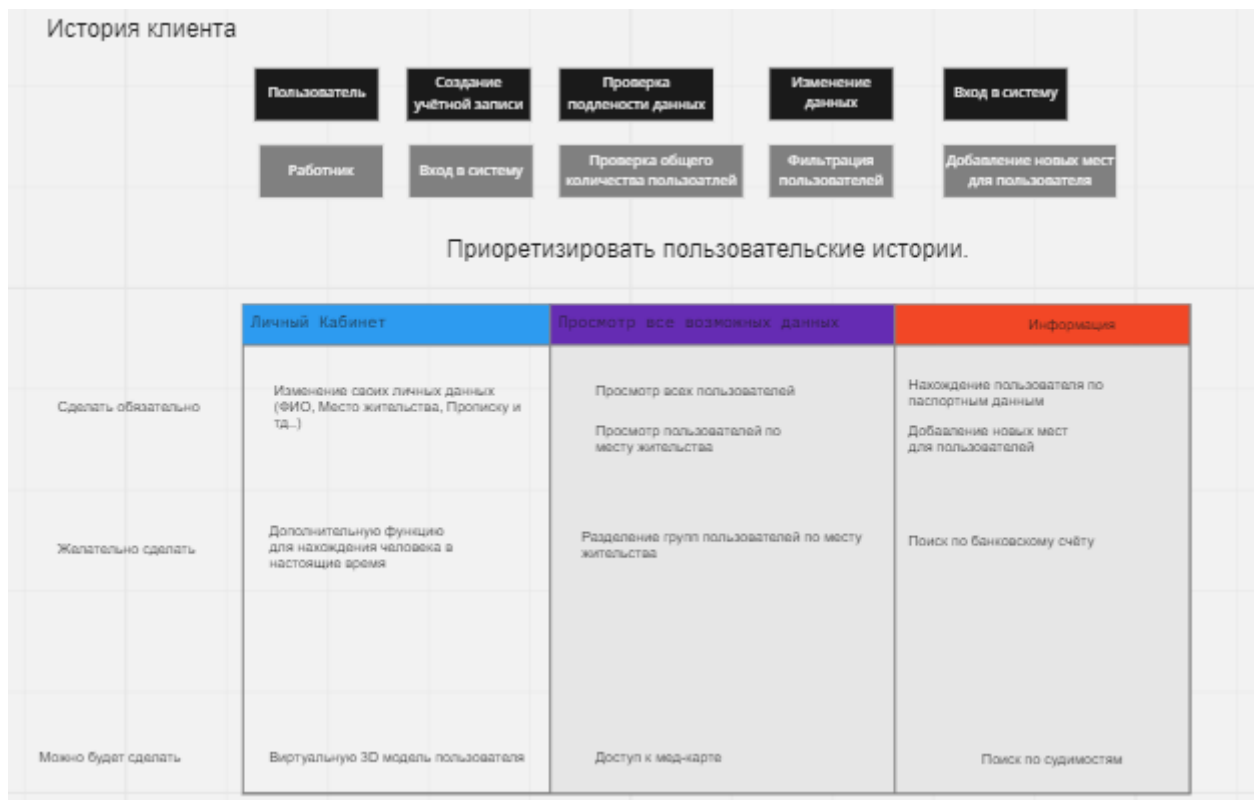 История клиента
Пользователь
Создание
учётной записи
Проверка
подлености данных
Изменение
данных
Вход в систему
Работник
Вход в систему
Проверка общего
количества пользоатлей
Фильтрация
пользователей
Добавление новых мест
для пользователя
Приоретизировать пользовательские истории.
Личный Кабинет
Просмотр все возможных данных
Информация
Сделать обязательно
Изменение своих личных данных
(ФИО, Место жительства, Прописку и
тд..)
Просмотр всех пользователей
Просмотр пользователей по
месту жительства
Нахождение пользователя по
паспортным данным
Добавление новых мест
для пользователей
Желательно сделать
Дополнительную функцию
для нахождения человека в
настоящие время
Разделение групп пользователей по месту
жительства
Поиск по банковскому счёту
Можно будет сделать
Виртуальную 3D модель пользователя
Доступ к мед-карте
Поиск по судимостям